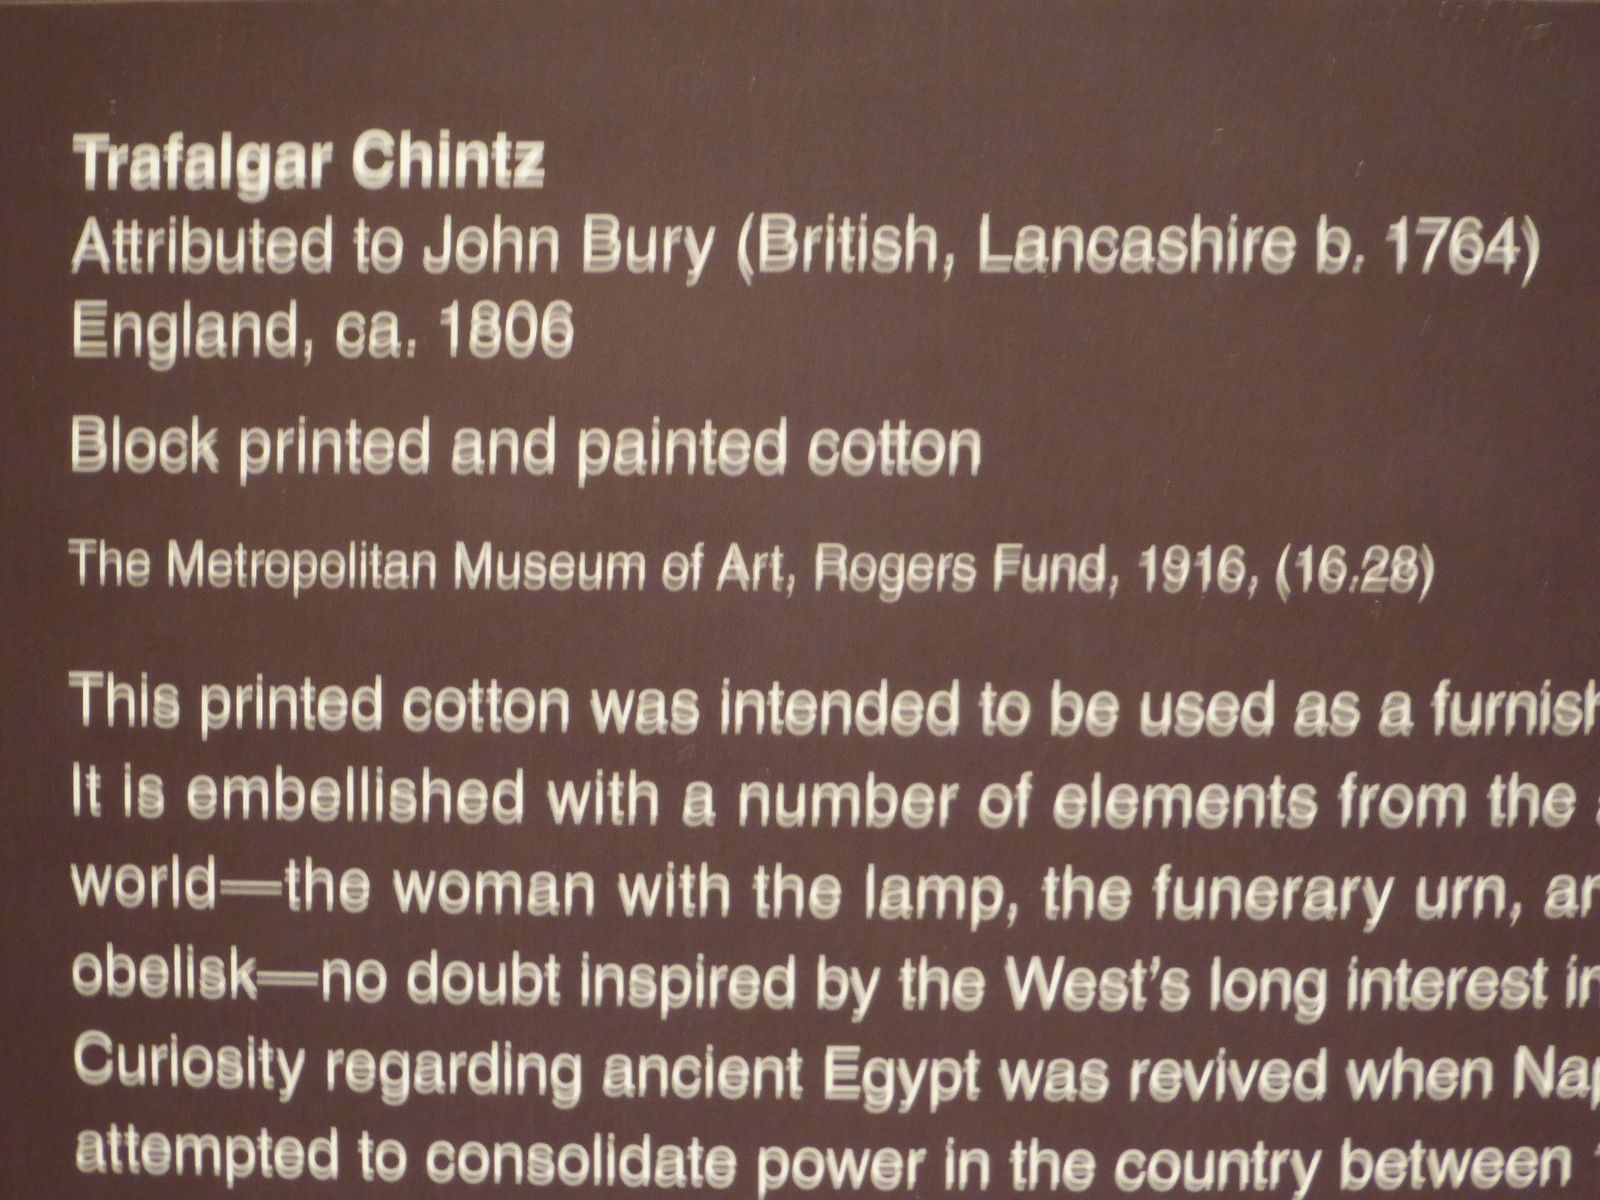 Trafalgar Chintz
Attributed to John Bury (British, Lancashire b. 1764)
England, ca. 1806
Block printed and painted cotton
The Metropolitan Museum of Art, Rogers Fund, 1916, (16.28)
This printed cotton was intended to be used as a furnish
It is embellished with a number of elements from the
world—the woman with the lamp, the funerary urn, an
obelisk—no doubt inspired by the West's long interest in
Curiosity regarding ancient Egypt was revived when Nap
attempted to consolidate power in the country between